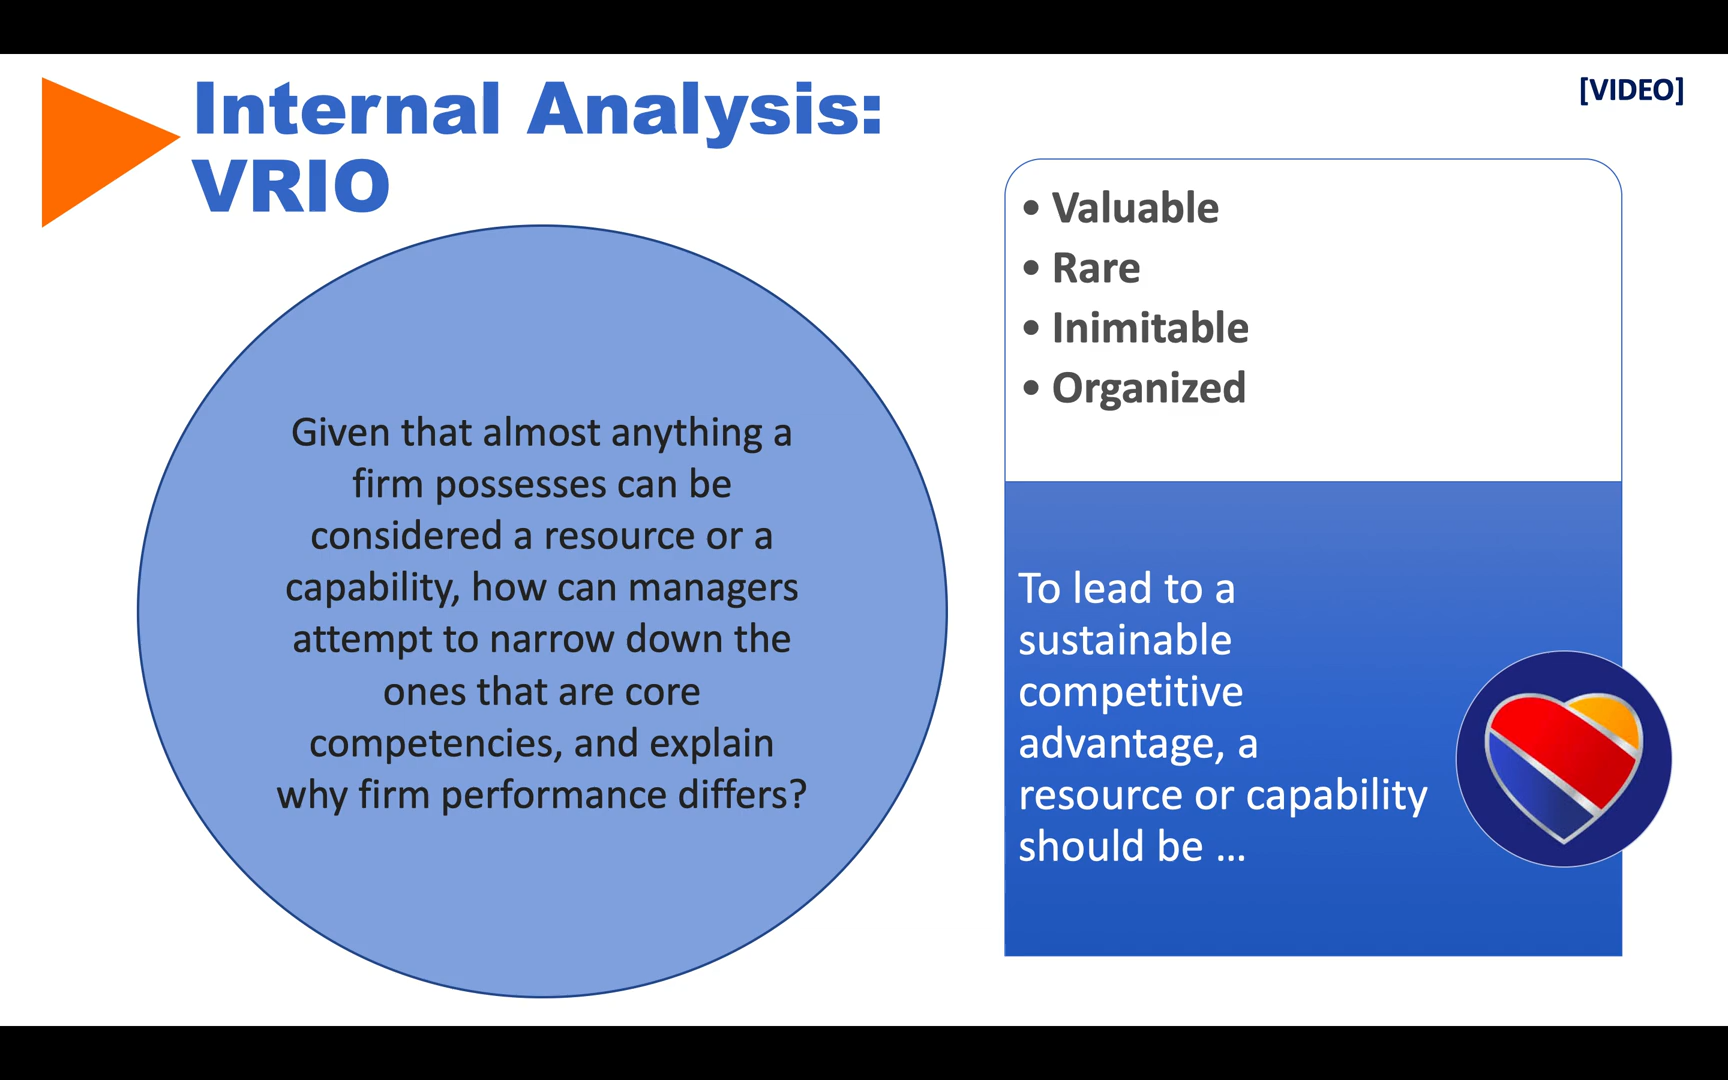 Internal Analysis:
VRIO
[VIDEO]
Given that almost anything a
firm possesses can be
considered a resource or a
capability, how can managers
attempt to narrow down the
ones that are core
competencies, and explain
why firm performance differs?
• Valuable
• Rare
• Inimitable
• Organized
To lead to a
sustainable
competitive
advantage, a
resource or capability
should be ...